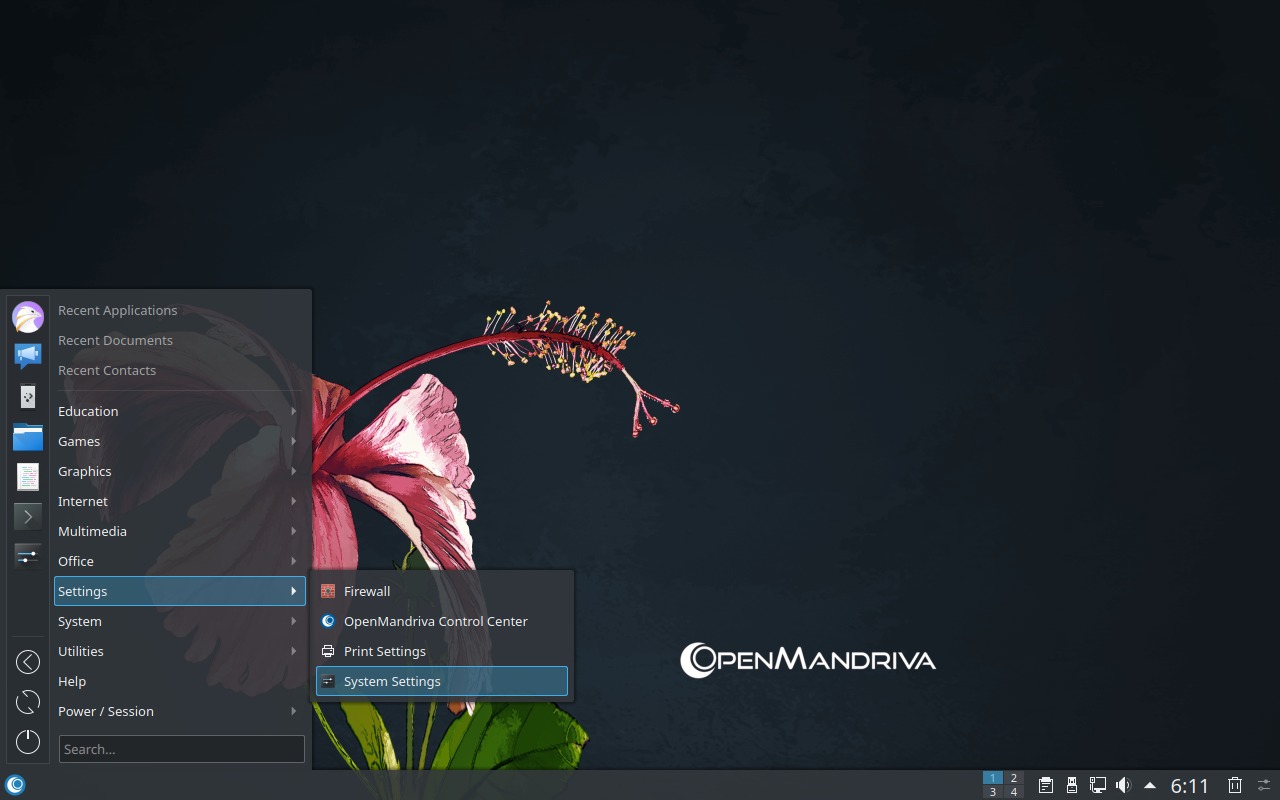 Recent Applications
Recent Documents
Recent Contacts
Education
Games
Graphics
Internet
Multimedia
Office
Settings
System
Utilities
Help
Power / Session
Search...
Firewall
OpenMandriva Control Center
Print Settings
System Settings
OPENMANDRIVA
1 2
3 4
6:11